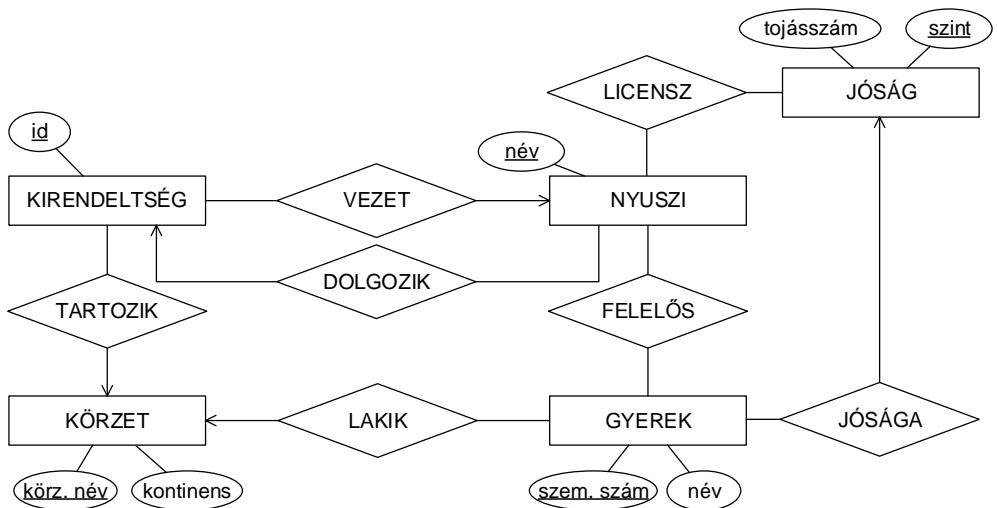 tojásszám
szint
LICENSZ
JÓSÁG
id
név
KIRENDELTSÉG
VEZET
NYUSZI
DOLGOZIK
TARTOZIK
FELELŐS
KÖRZET
LAKIK
GYEREK
JÓSÁGA
körz. név
kontinens
szem. szám
név